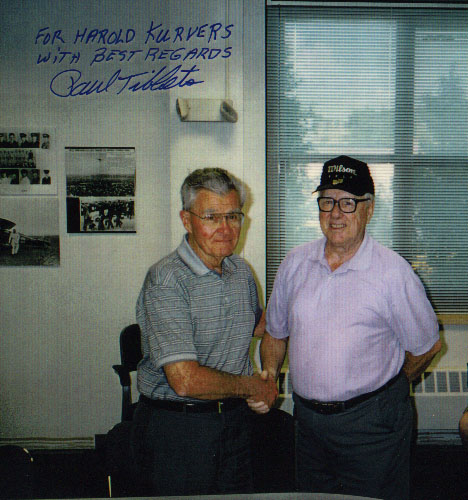 FOR HAROLD KURVERS
WITH BEST REGARDS
Paul Tibbets
Wilson